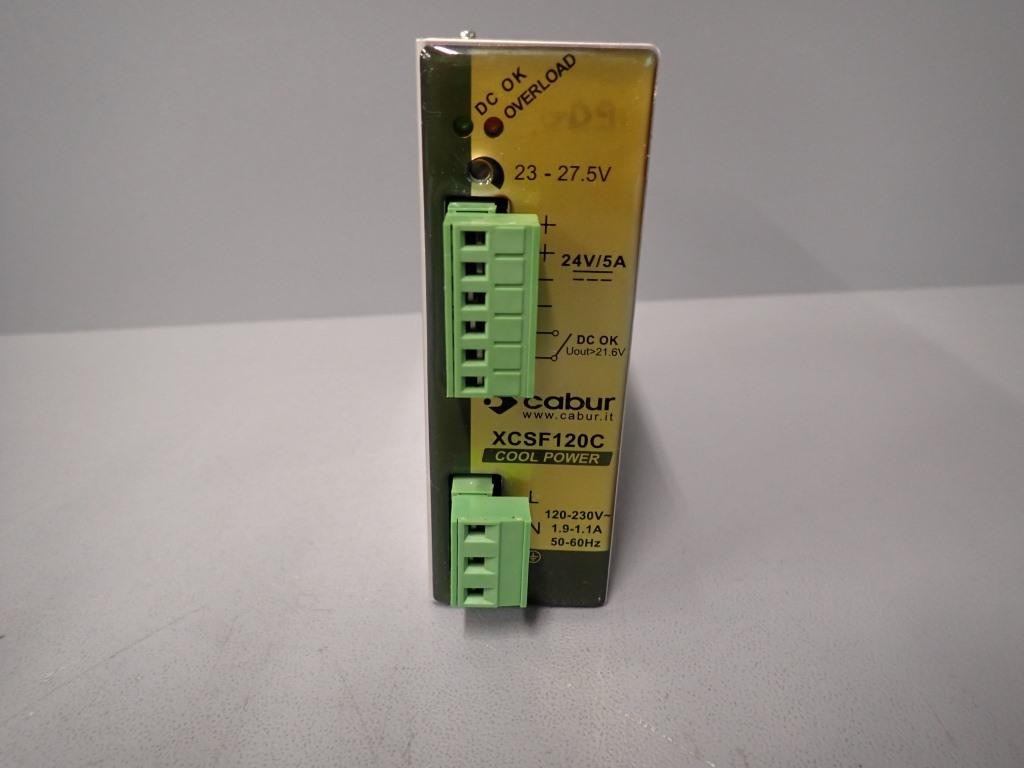 DC OK
OVERLOAD
23 - 27.5V
+
+
24V/5A
−
−
DC OK
Uout>21.6V
cabur
www.cabur.it
XCSF120C
COOL POWER
L
120-230V~
N 1.9-1.1A
50-60Hz